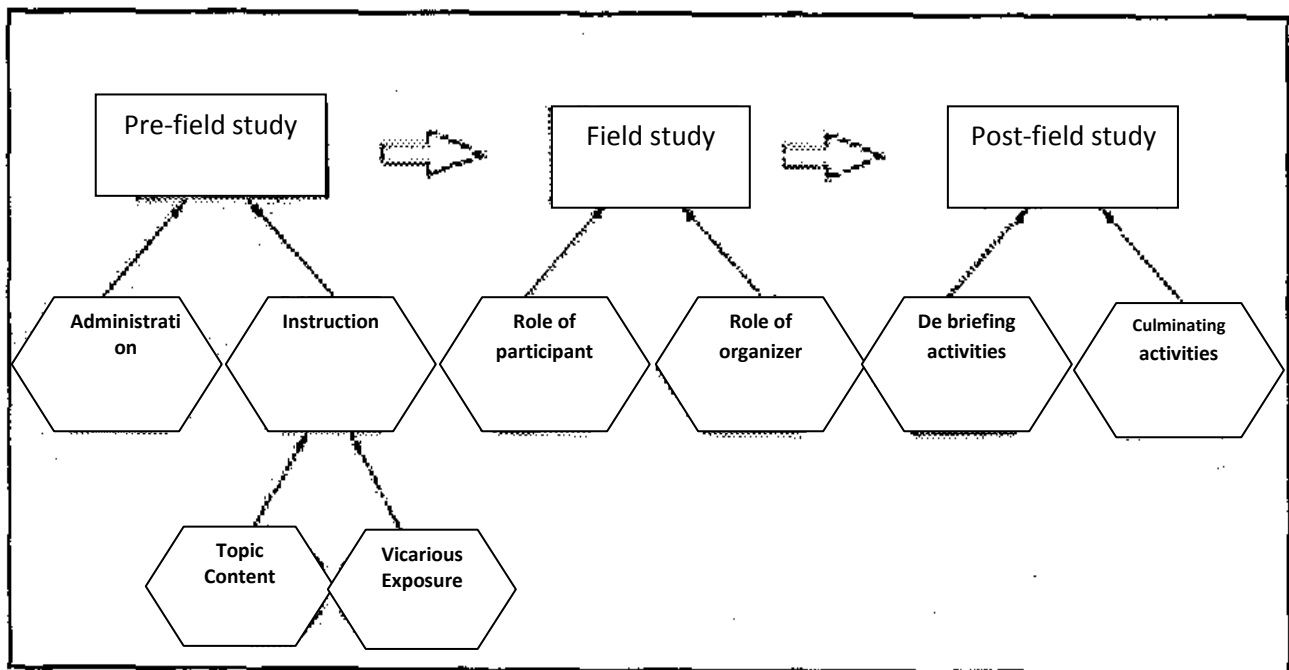 Pre-field study
Field study
Post-field study
Administrati
on
Instruction
Role of
participant
Role of
organizer
De briefing
activities
Culminating
activities
Topic
Content
Vicarious
Exposure